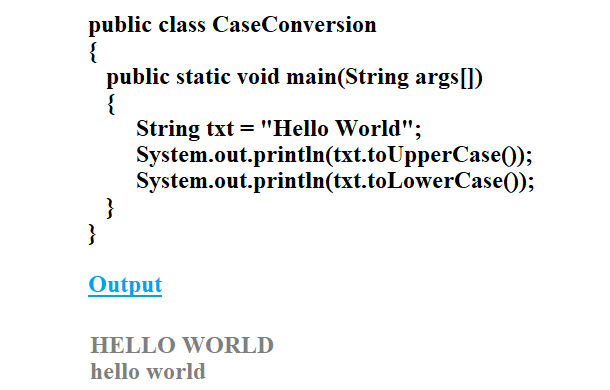 public class CaseConversion
{
public static void main(String args[])
{
String txt = "Hello World";
System.out.println(txt.toUpperCase());
System.out.println(txt.toLowerCase());
}
}
Output
HELLO WORLD
hello world